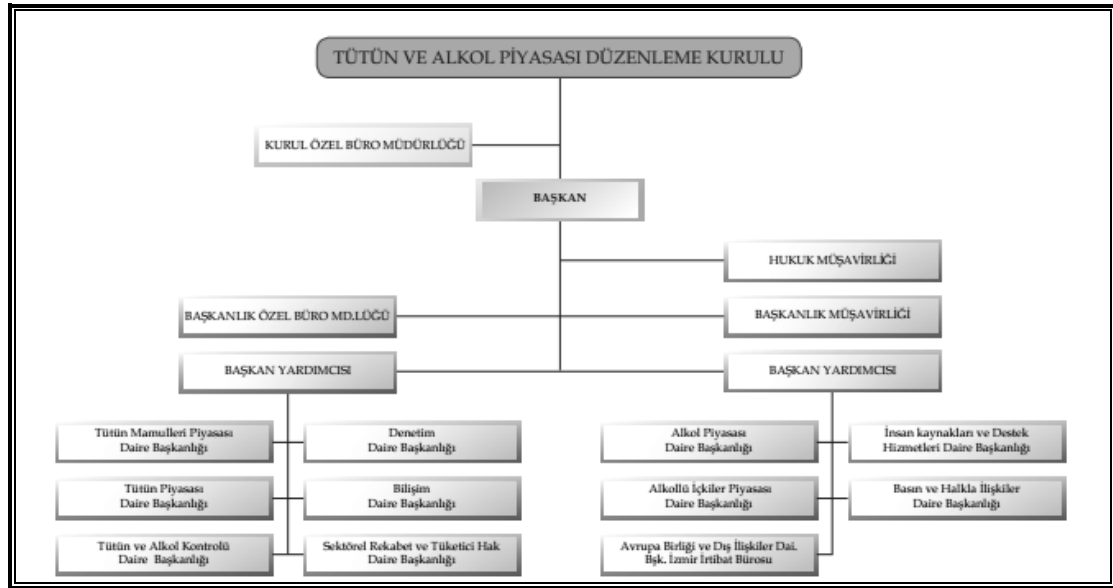 TÜTÜN VE ALKOL PİYASASI DÜZENLEME KURULU
KURUL ÖZEL BÜRO MÜDÜRLÜĞÜ
BAŞKAN
HUKUK MÜŞAVİRLİĞİ
BAŞKANLIK ÖZEL BÜRO MD.LÜĞÜ
BAŞKANLIK MÜŞAVİRLİĞİ
BAŞKAN YARDIMCISI
BAŞKAN YARDIMCISI
Tütün Mamulleri Piyasası
Daire Başkanlığı
Denetim
Daire Başkanlığı
Alkol Piyasası
Daire Başkanlığı
İnsan kaynakları ve Destek
Hizmetleri Daire Başkanlığı
Tütün Piyasası
Daire Başkanlığı
Bilişim
Daire Başkanlığı
Alkollü İçkiler Piyasası
Daire Başkanlığı
Basın ve Halkla İlişkiler
Daire Başkanlığı
Tütün ve Alkol Kontrolü
Daire Başkanlığı
Sektörel Rekabet ve Tüketici Hak
Daire Başkanlığı
Avrupa Birliği ve Dış İlişkiler Dai.
Bşk. İzmir İrtibat Bürosu